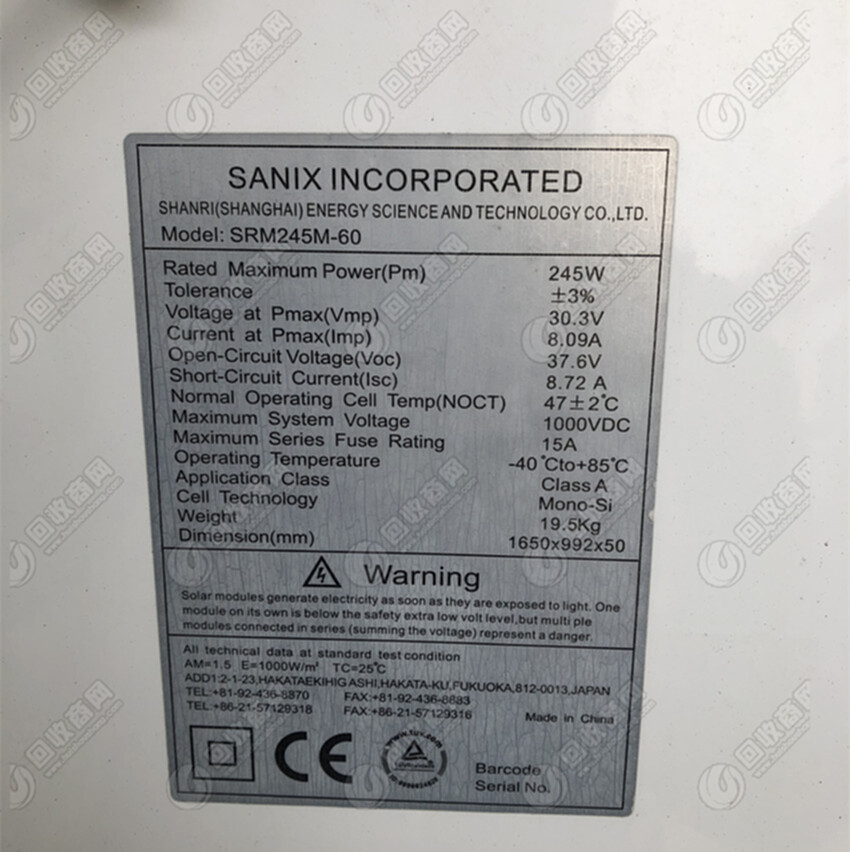 SANIX INCORPORATED
SHANRI(SHANGHAI) ENERGY SCIENCE AND TECHNOLOGY CO.,LTD.
Model: SRM245M-60
Rated Maximum Power(Pm) 245W
Tolerance ±3%
Voltage at Pmax(Vmp) 30.3V
Current at Pmax(Imp) 8.09A
Open-Circuit Voltage(Voc) 37.6V
Short-Circuit Current(Isc) 8.72 A
Normal Operating Cell Temp(NOCT) 47±2℃
Maximum System Voltage 1000VDC
Maximum Series Fuse Rating 15A
Operating Temperature -40℃to+85℃
Application Class Class A
Cell Technology Mono-Si
Weight 19.5Kg
Dimension(mm) 1650x992x50
Warning
Solar modules generate electricity as soon as they are exposed to light. One
module on its own is below the safety extra low volt level,but multi ple
modules connected in series (summing the voltage) represent a danger.
All technical data at standard test condition
AM=1.5 E=1000W/m² TC=25℃
ADD1:2-1-23,HAKATAEKIHIG ASHI,HAKATA-KU,FUKUOKA,812-0013,JAPAN
TEL:+81-92-436-8870 FAX:+81-92-436-8883
TEL:+86-21-57129318 FAX:+86-21-57129316 Made in China
CE
www.tuv.com
Barcode
Serial No.
回收商网